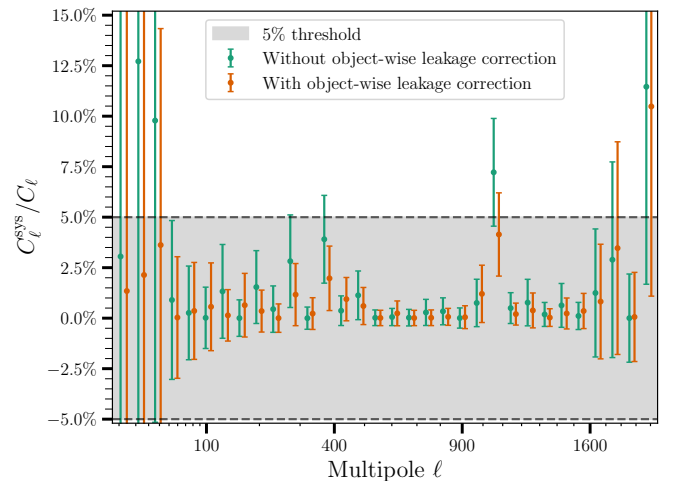 5% threshold
Without object-wise leakage correction
With object-wise leakage correction
15.0%
12.5%
10.0%
7.5%
5.0%
2.5%
0.0%
−2.5%
−5.0%
C_ℓ^sys/C_ℓ
100 400 900 1600
Multipole ℓ